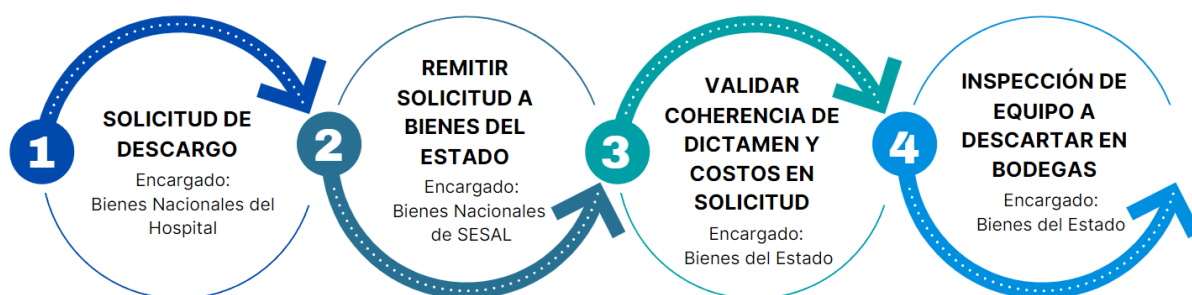 1
SOLICITUD DE
DESCARGO
Encargado:
Bienes Nacionales del
Hospital
2
REMITIR
SOLICITUD A
BIENES DEL
ESTADO
Encargado:
Bienes Nacionales
de SESAL
3
VALIDAR
COHERENCIA DE
DICTAMEN Y
COSTOS EN
SOLICITUD
Encargado:
Bienes del Estado
4
INSPECCIÓN DE
EQUIPO A
DESCARTAR EN
BODEGAS
Encargado:
Bienes del Estado